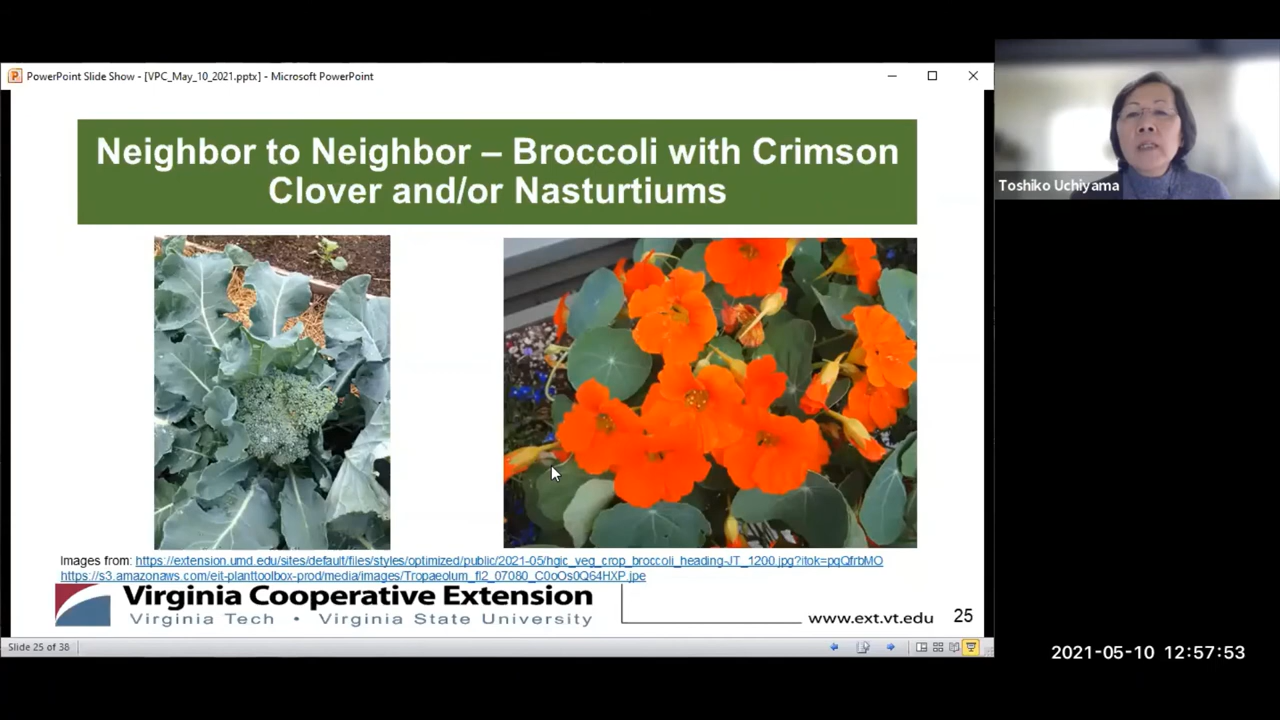 PowerPoint Slide Show - [VPC_May_10_2021.pptx] - Microsoft PowerPoint
Neighbor to Neighbor – Broccoli with Crimson
Clover and/or Nasturtiums
Toshiko Uchiyama
Images from: https://extension.umd.edu/sites/default/files/styles/optimized/public/2021-05/hgic_veg_crop_broccoli_heading-JT_1200.jpg?itok=pqQfrbMO
https://s3.amazonaws.com/eit-planttoolbox-prod/media/images/Tropaeolum_fl2_07080_C0oOs0Q64HXP.jpe
Virginia Cooperative Extension
Virginia Tech • Virginia State University
www.ext.vt.edu
25
Slide 25 of 38
2021-05-10 12:57:53